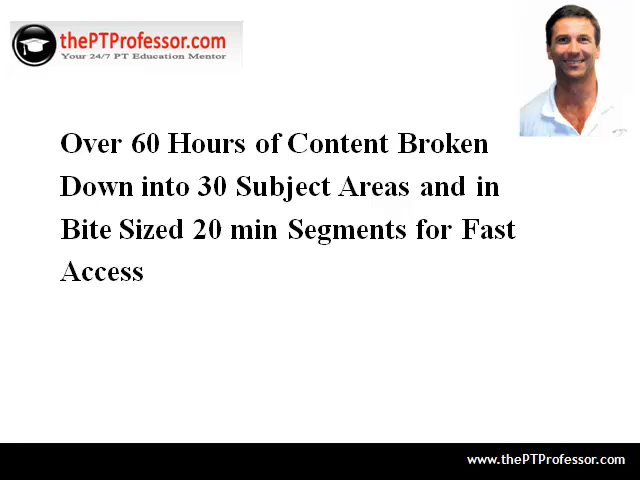 thePTProfessor.com
Your 24/7 PT Education Mentor
Over 60 Hours of Content Broken
Down into 30 Subject Areas and in
Bite Sized 20 min Segments for Fast
Access
www.thePTProfessor.com